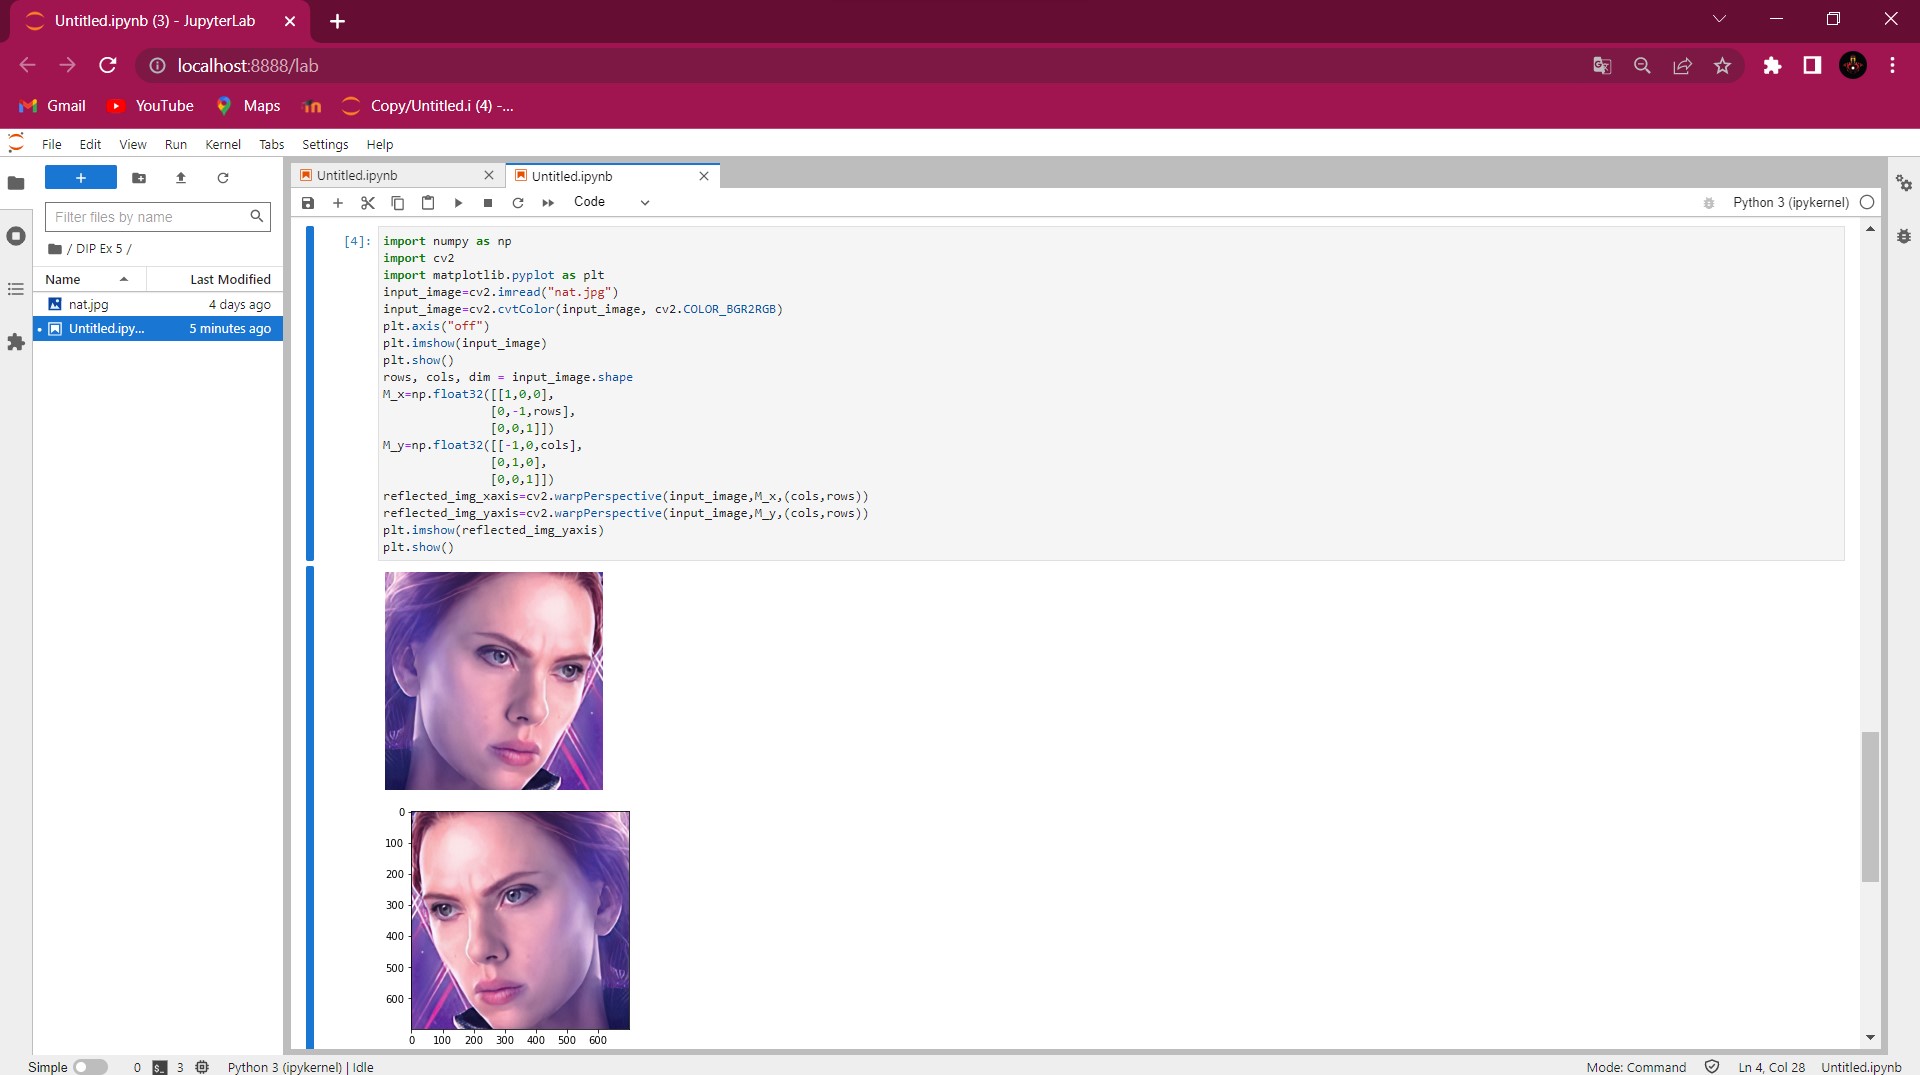 Untitled.ipynb (3) - JupyterLab
localhost:8888/lab
Gmail YouTube Maps Copy/Untitled.i (4) -...
File Edit View Run Kernel Tabs Settings Help
Untitled.ipynb Untitled.ipynb
Code Python 3 (ipykernel)
Filter files by name
/ DIP Ex 5 /
Name Last Modified
nat.jpg 4 days ago
Untitled.ipy... 5 minutes ago
[4]: import numpy as np
import cv2
import matplotlib.pyplot as plt
input_image=cv2.imread("nat.jpg")
input_image=cv2.cvtColor(input_image, cv2.COLOR_BGR2RGB)
plt.axis("off")
plt.imshow(input_image)
plt.show()
rows, cols, dim = input_image.shape
M_x=np.float32([[1,0,0],
[0,-1,rows],
[0,0,1]])
M_y=np.float32([[-1,0,cols],
[0,1,0],
[0,0,1]])
reflected_img_xaxis=cv2.warpPerspective(input_image,M_x,(cols,rows))
reflected_img_yaxis=cv2.warpPerspective(input_image,M_y,(cols,rows))
plt.imshow(reflected_img_yaxis)
plt.show()
0
100
200
300
400
500
600
0 100 200 300 400 500 600
Simple 0 3 Python 3 (ipykernel) | Idle Mode: Command Ln 4, Col 28 Untitled.ipynb